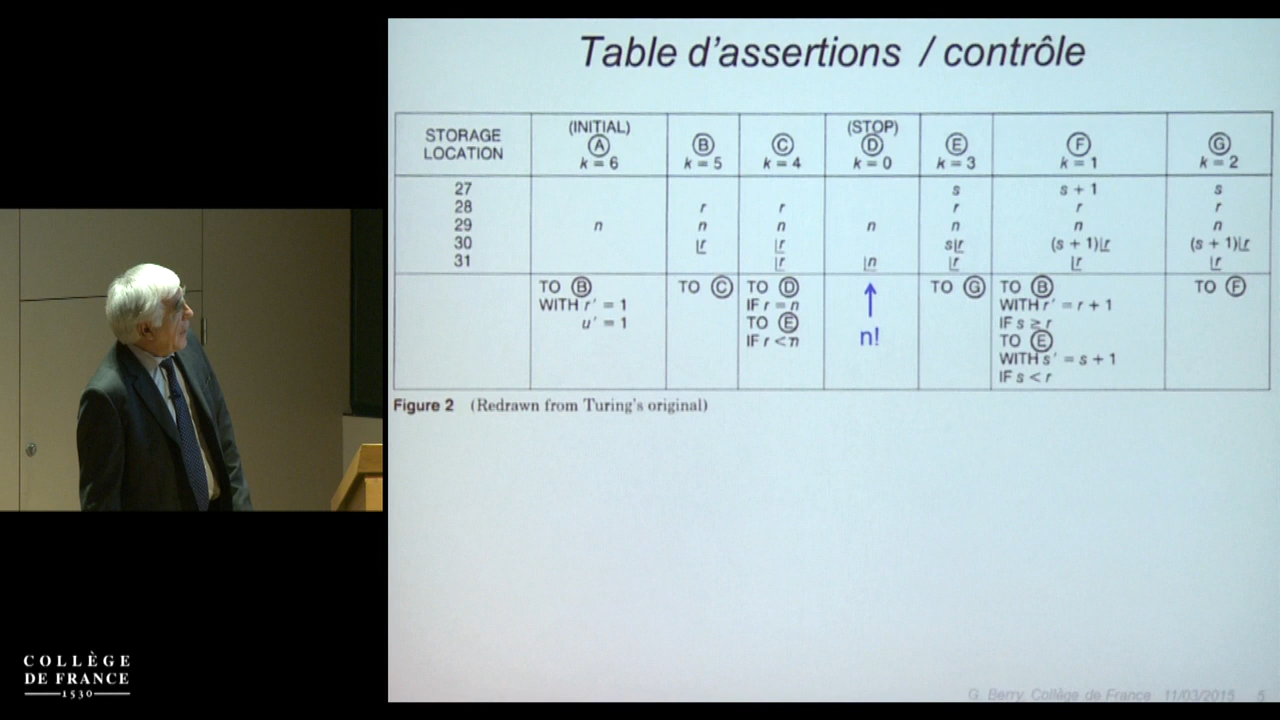 Table d'assertions / contrôle
STORAGE LOCATION
(INITIAL) Ⓐ k = 6
Ⓑ k = 5
Ⓒ k = 4
(STOP) Ⓓ k = 0
Ⓔ k = 3
Ⓕ k = 1
Ⓖ k = 2
27 s s + 1 s
28 r r r r r
29 n n n n n n n
30 |r |r s|r (s + 1)|r (s + 1)|r
31 |r |n |r |r |r
TO Ⓑ
WITH r' = 1
u' = 1
TO Ⓒ
TO Ⓓ
IF r = n
TO Ⓔ
IF r < n
n!
TO Ⓖ
TO Ⓑ
WITH r' = r + 1
IF s ≥ r
TO Ⓔ
WITH s' = s + 1
IF s < r
TO Ⓕ
Figure 2 (Redrawn from Turing's original)
COLLÈGE
DE FRANCE
1530
G. Berry, Collège de France 11/03/2015 5